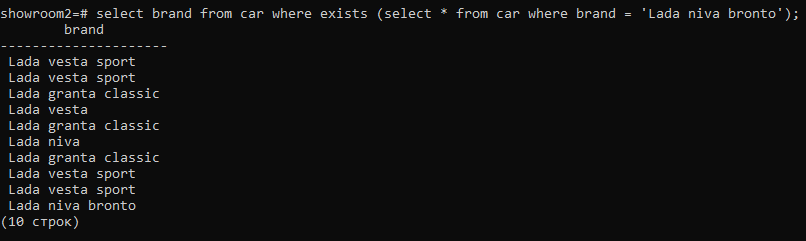 showroom2=# select brand from car where exists (select * from car where brand = 'Lada niva bronto');
brand
---------------------
Lada vesta sport
Lada vesta sport
Lada granta classic
Lada vesta
Lada granta classic
Lada niva
Lada granta classic
Lada vesta sport
Lada vesta sport
Lada niva bronto
(10 строк)